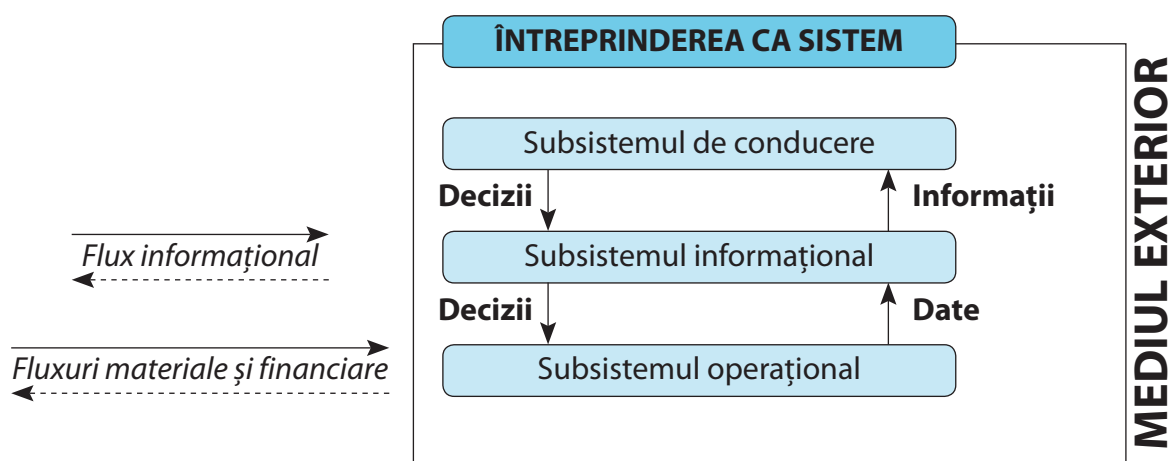 ÎNTREPRINDEREA CA SISTEM
Subsistemul de conducere
Decizii
Informații
Flux informațional
Subsistemul informațional
Decizii
Date
Fluxuri materiale și financiare
Subsistemul operațional
MEDIUL EXTERIOR